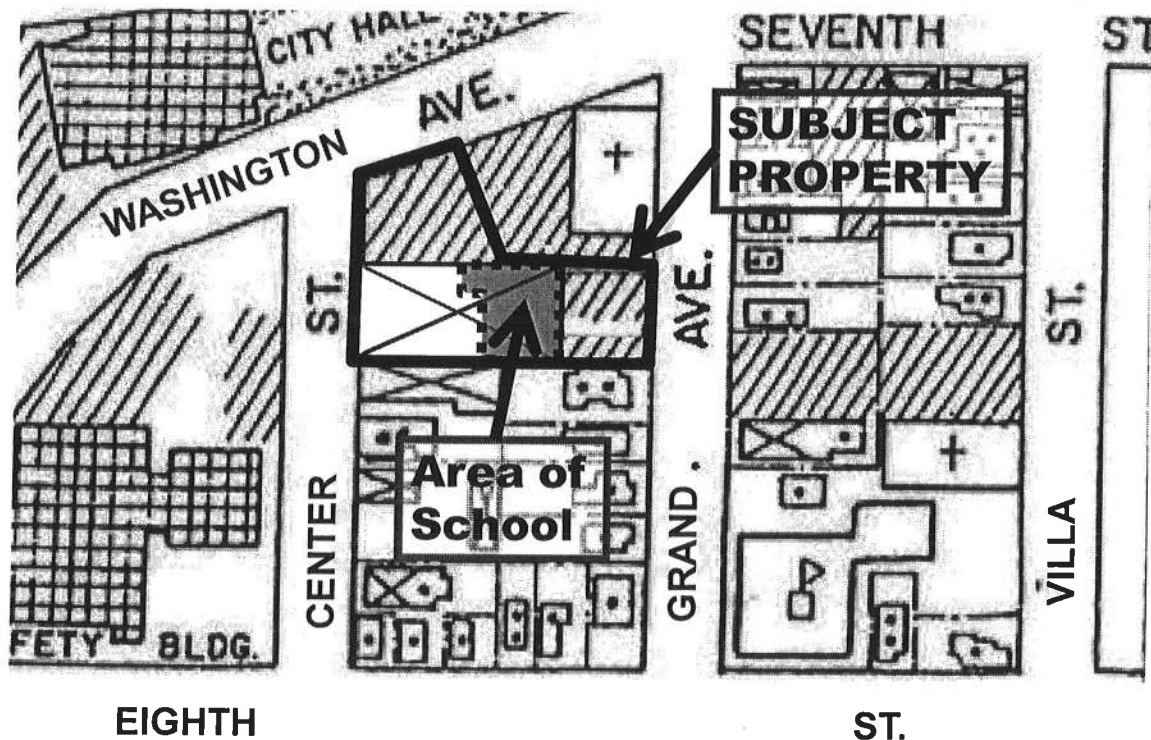 CITY HALL
SEVENTH
ST
WASHINGTON
AVE.
SUBJECT
PROPERTY
ST.
AVE.
ST.
Area of
School
CENTER
GRAND.
VILLA
FETY BLDG.
EIGHTH
ST.